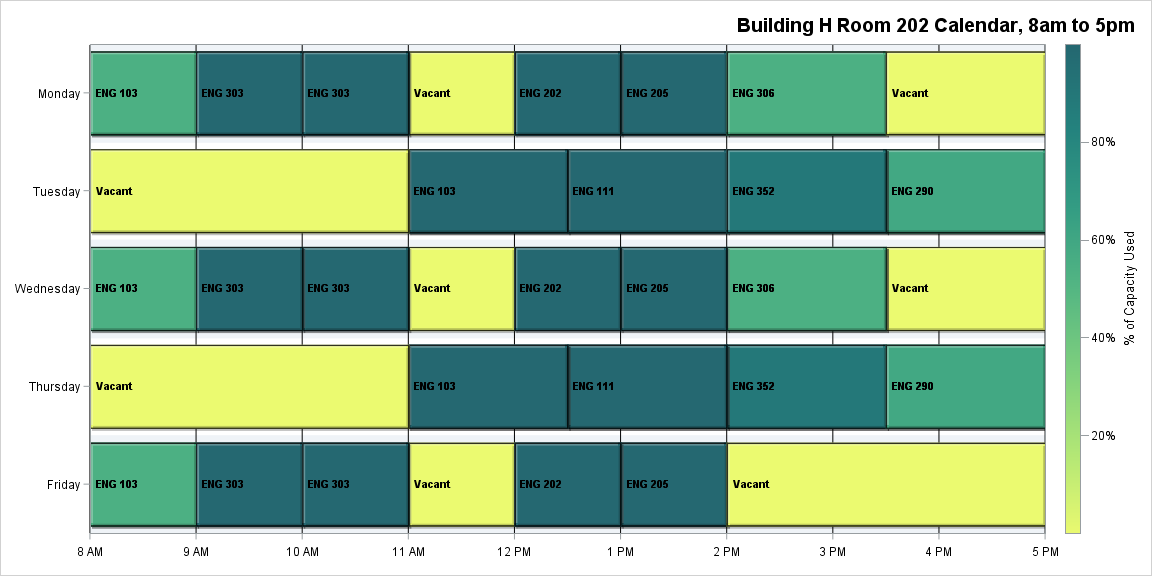 Building H Room 202 Calendar, 8am to 5pm
Monday
ENG 103
ENG 303
ENG 303
Vacant
ENG 202
ENG 205
ENG 306
Vacant
80%
Tuesday
Vacant
ENG 103
ENG 111
ENG 352
ENG 290
60%
% of Capacity Used
Wednesday
ENG 103
ENG 303
ENG 303
Vacant
ENG 202
ENG 205
ENG 306
Vacant
40%
Thursday
Vacant
ENG 103
ENG 111
ENG 352
ENG 290
20%
Friday
ENG 103
ENG 303
ENG 303
Vacant
ENG 202
ENG 205
Vacant
8 AM
9 AM
10 AM
11 AM
12 PM
1 PM
2 PM
3 PM
4 PM
5 PM